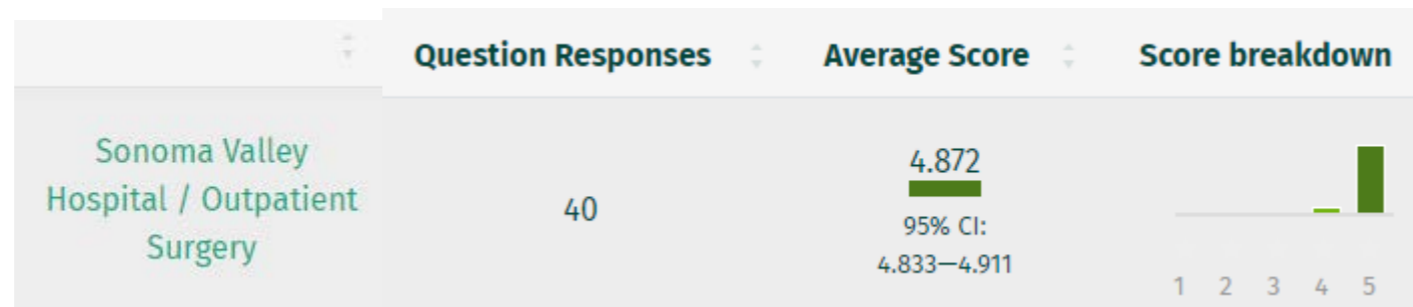 Question Responses Average Score Score breakdown
Sonoma Valley
Hospital / Outpatient
Surgery
40
4.872
95% CI:
4.833—4.911
1 2 3 4 5